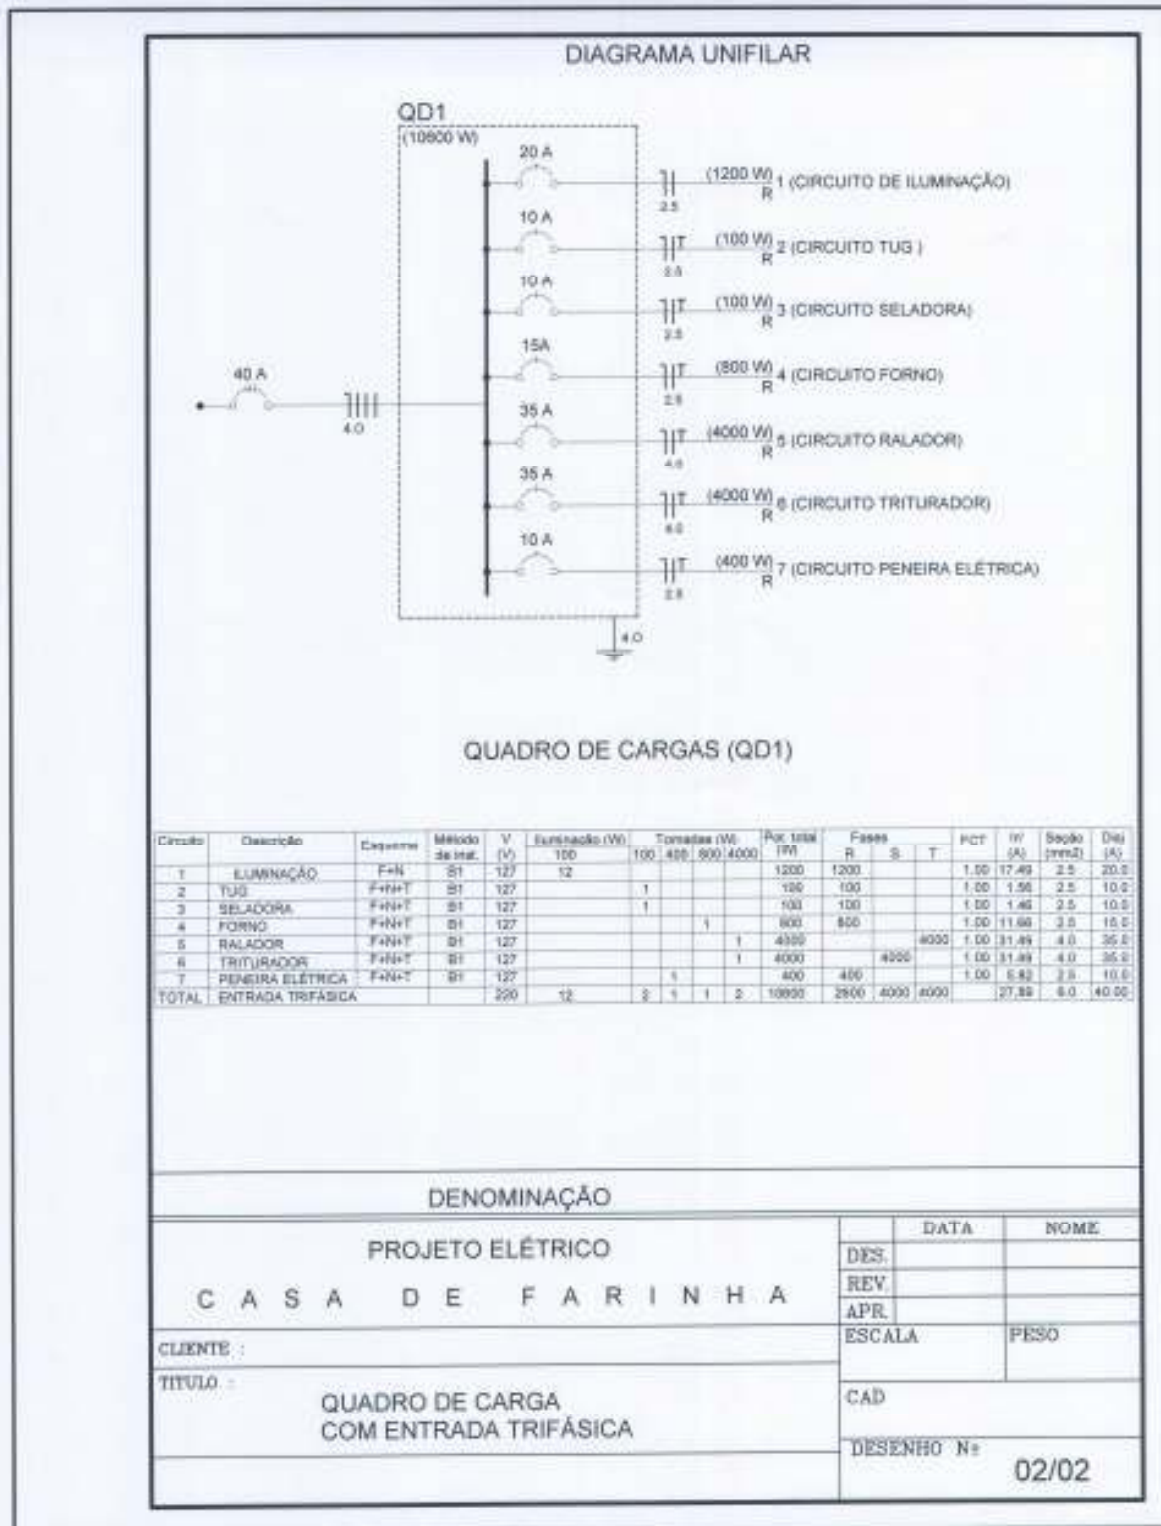 DIAGRAMA UNIFILAR
QD1
(10600 W)
20 A
2.5
(1200 W)
R
1 (CIRCUITO DE ILUMINAÇÃO)
10 A
T
2.5
(100 W)
R
2 (CIRCUITO TUG )
10 A
T
2.5
(100 W)
R
3 (CIRCUITO SELADORA)
15A
T
2.5
(800 W)
R
4 (CIRCUITO FORNO)
40 A
4.0
35 A
T
4.0
(4000 W)
R
5 (CIRCUITO RALADOR)
35 A
T
(4000 W)
R
6 (CIRCUITO TRITURADOR)
10 A
T
2.5
(400 W)
R
7 (CIRCUITO PENEIRA ELÉTRICA)
4.0
QUADRO DE CARGAS (QD1)
Circuito Descrição Esquema Método de inst. V (V) Iluminação (W) Tomadas (W) Pot. total (W) Fases FCT In' (A) Seção (mm2) Disj (A)
100 100 400 800 4000 R S T
1 ILUMINAÇÃO F+N B1 127 12 1200 1200 1.00 17.49 2.5 20.0
2 TUG F+N+T B1 127 1 100 100 1.00 1.56 2.5 10.0
3 SELADORA F+N+T B1 127 1 100 100 1.00 1.46 2.5 10.0
4 FORNO F+N+T B1 127 1 800 800 1.00 11.66 2.5 15.0
5 RALADOR F+N+T B1 127 1 4000 4000 1.00 31.49 4.0 35.0
6 TRITURADOR F+N+T B1 127 1 4000 4000 1.00 31.49 4.0 35.0
7 PENEIRA ELÉTRICA F+N+T B1 127 1 400 400 1.00 5.82 2.5 10.0
TOTAL ENTRADA TRIFÁSICA 220 12 2 1 1 2 10600 2600 4000 4000 27,89 6.0 40.00
DENOMINAÇÃO
PROJETO ELÉTRICO
CASA DE FARINHA
DATA NOME
DES.
REV.
APR.
CLIENTE :
ESCALA PESO
TITULO :
QUADRO DE CARGA
COM ENTRADA TRIFÁSICA
CAD
DESENHO Nº
02/02